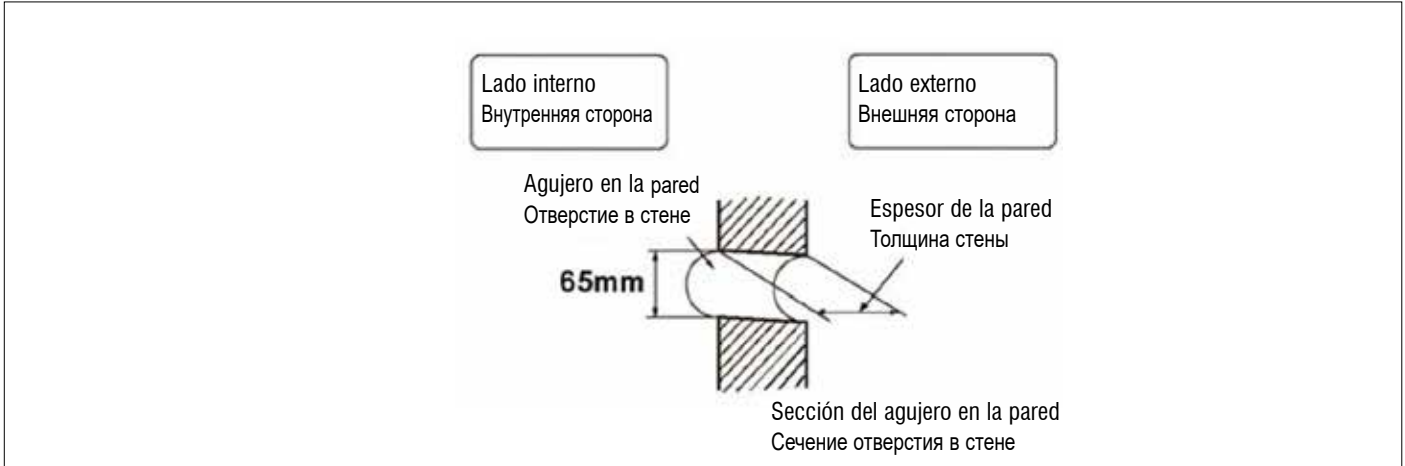 Lado interno
Внутренняя сторона
Lado externo
Внешняя сторона
Agujero en la pared
Отверстие в стене
Espesor de la pared
Толщина стены
65mm
Sección del agujero en la pared
Сечение отверстия в стене